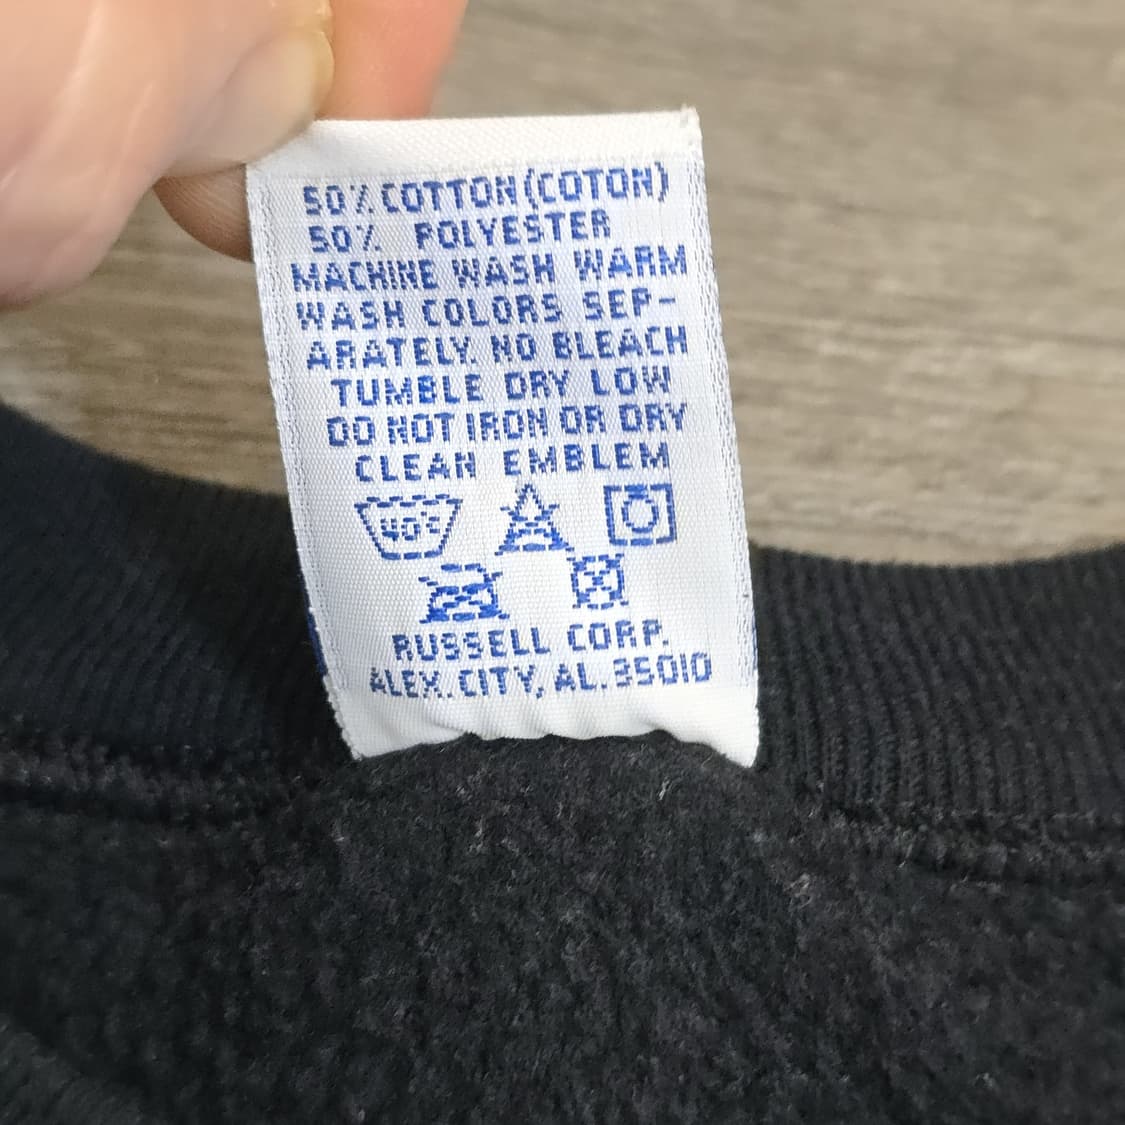 50% COTTON (COTON)
50% POLYESTER
MACHINE WASH WARM
WASH COLORS SEP-
ARATELY. NO BLEACH
TUMBLE DRY LOW
DO NOT IRON OR DRY
CLEAN EMBLEM
40°C
RUSSELL CORP.
ALEX. CITY, AL. 35010